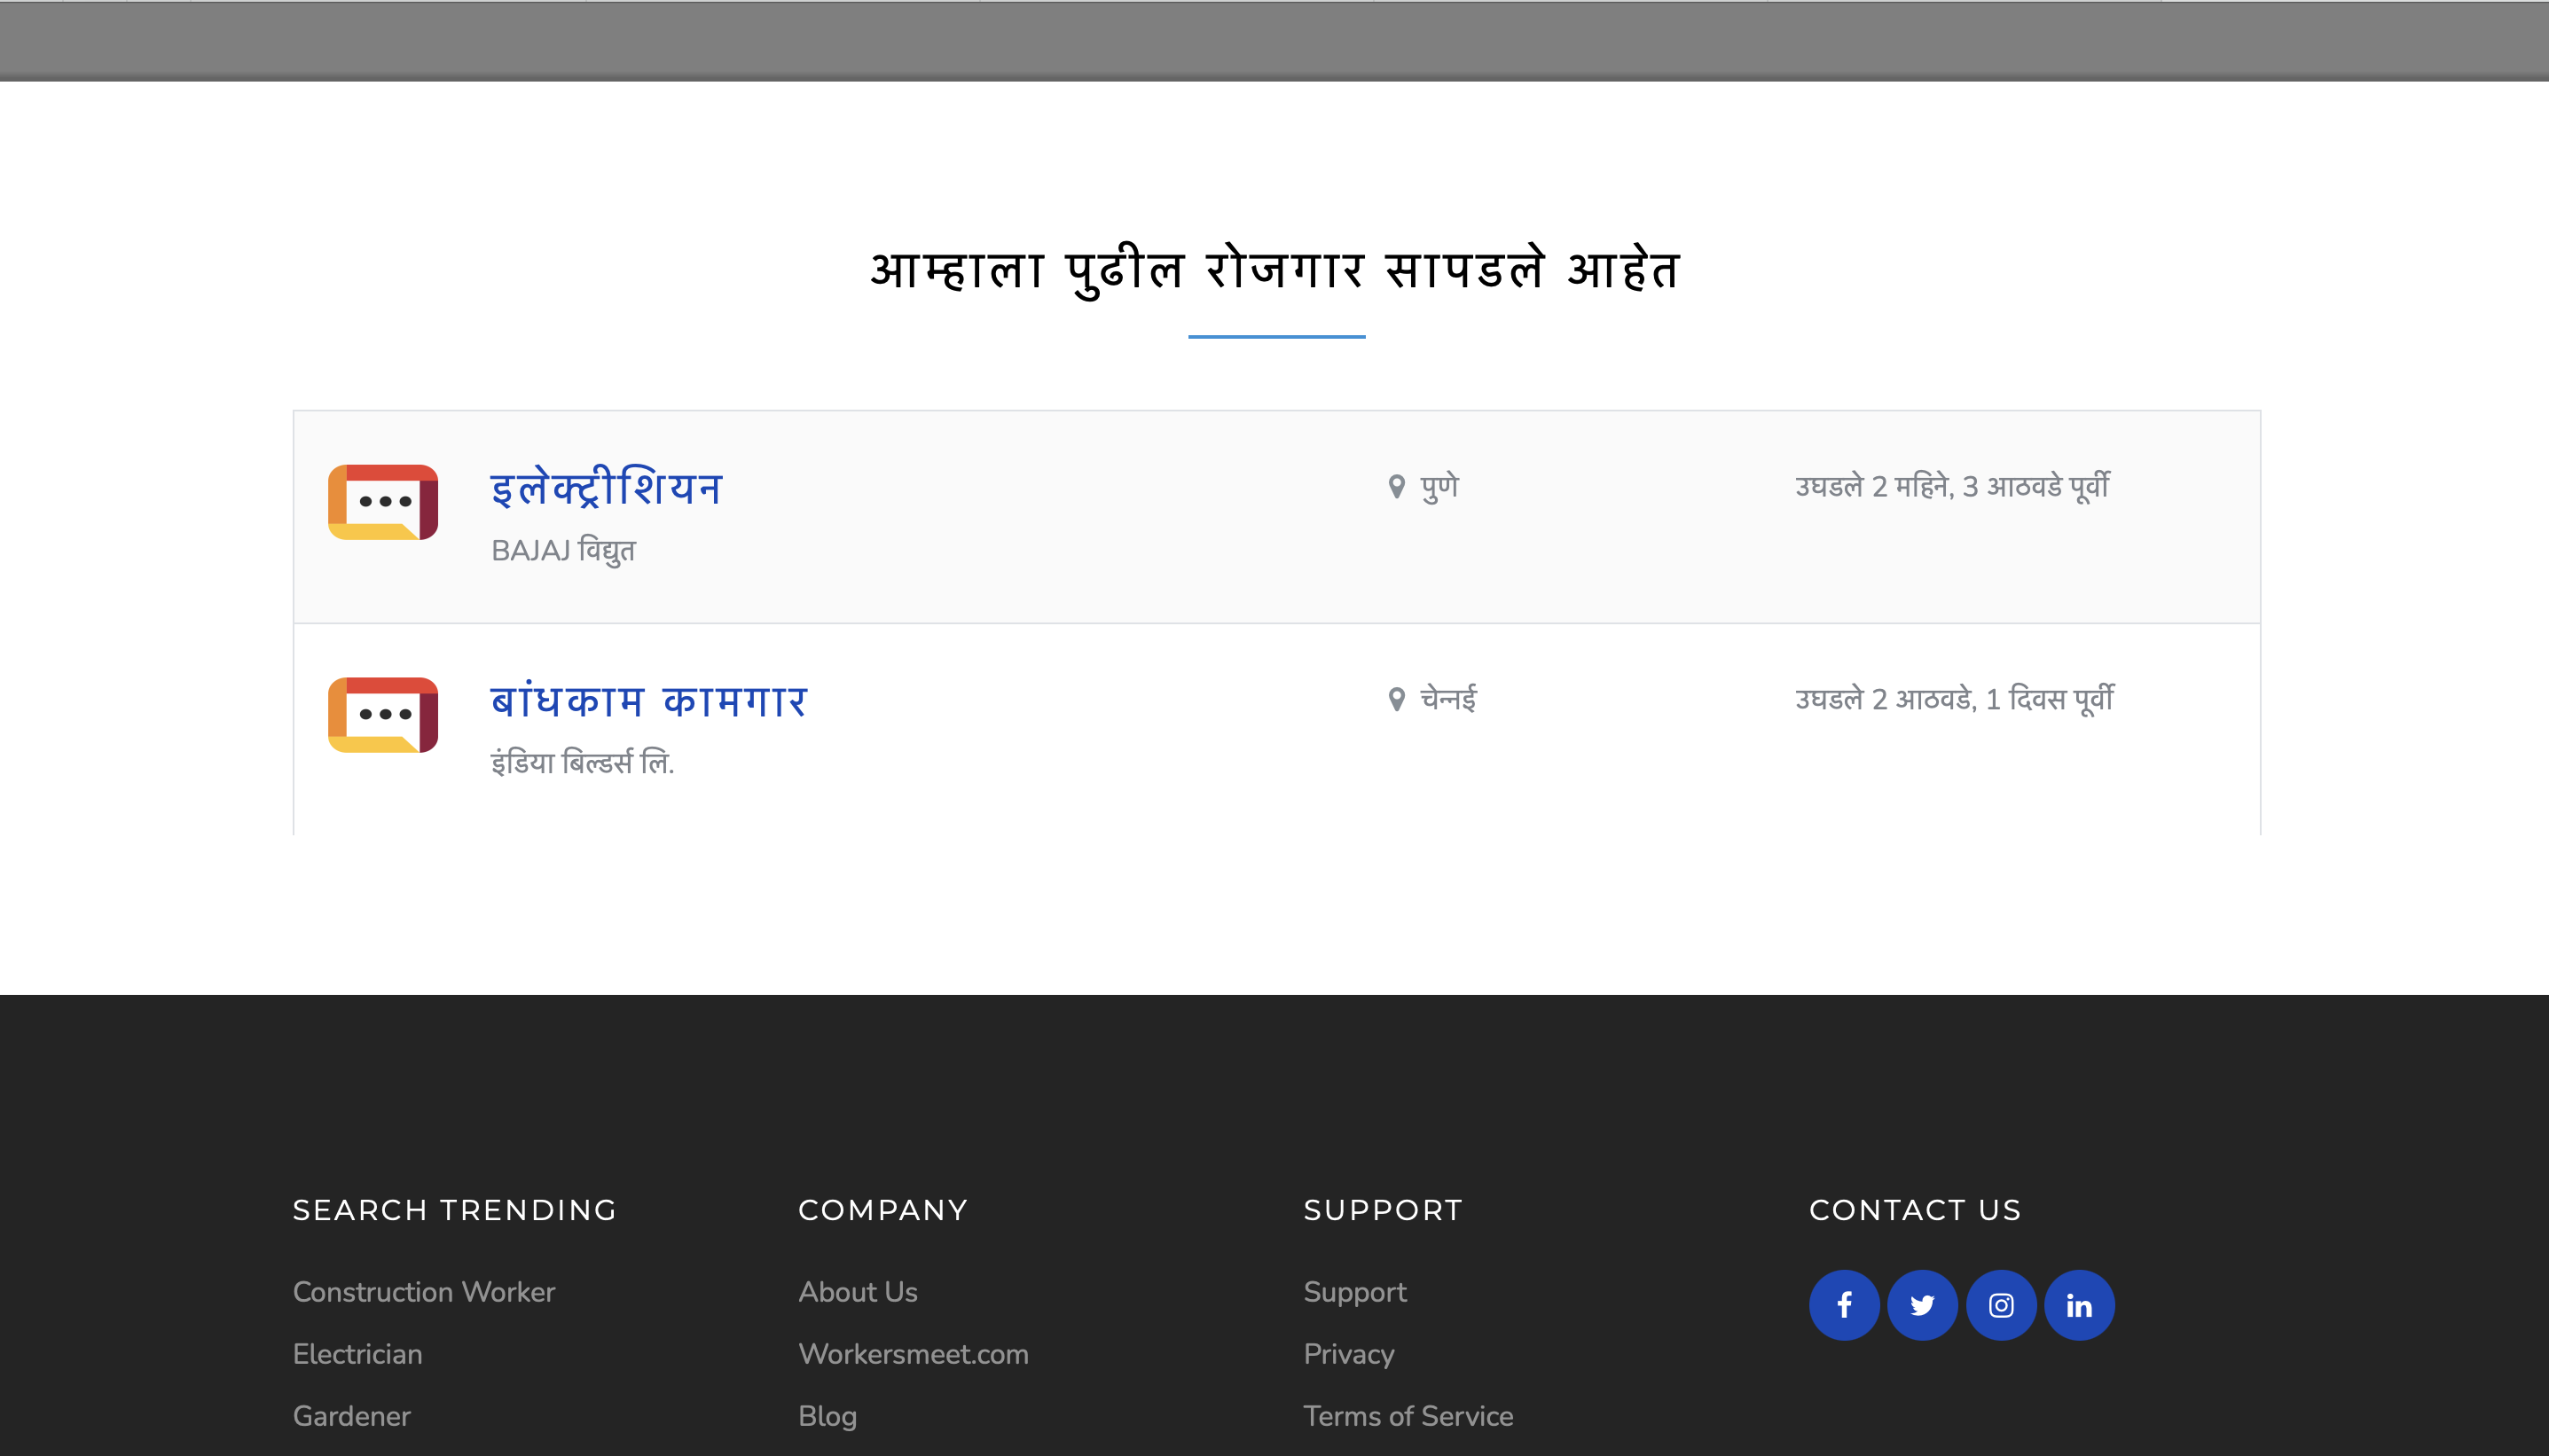 आम्हाला पुढील रोजगार सापडले आहेत
इलेक्ट्रीशियन
BAJAJ विद्युत
पुणे
उघडले 2 महिने, 3 आठवडे पूर्वी
बांधकाम कामगार
इंडिया बिल्डर्स लि.
चेन्नई
उघडले 2 आठवडे, 1 दिवस पूर्वी
SEARCH TRENDING
Construction Worker
Electrician
Gardener
COMPANY
About Us
Workersmeet.com
Blog
SUPPORT
Support
Privacy
Terms of Service
CONTACT US